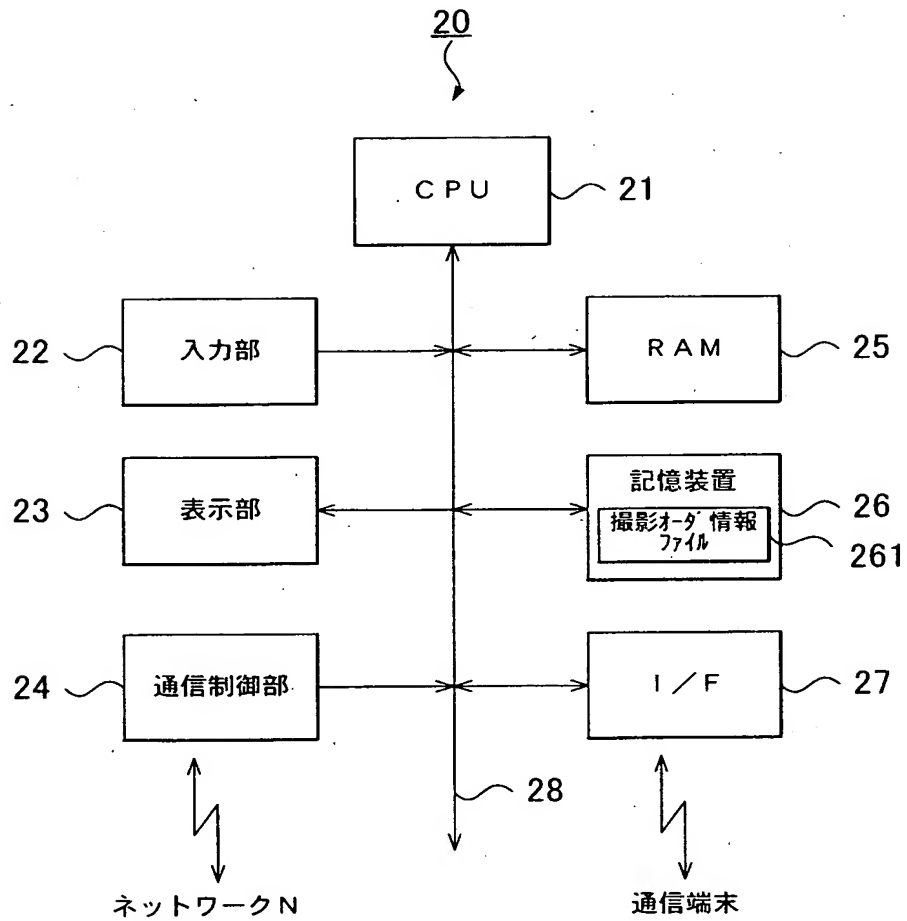 20
CPU
21
22
入力部
RAM
25
23
表示部
記憶装置
撮影オーダ情報
ファイル
26
261
24
通信制御部
I/F
27
28
ネットワークN
通信端末